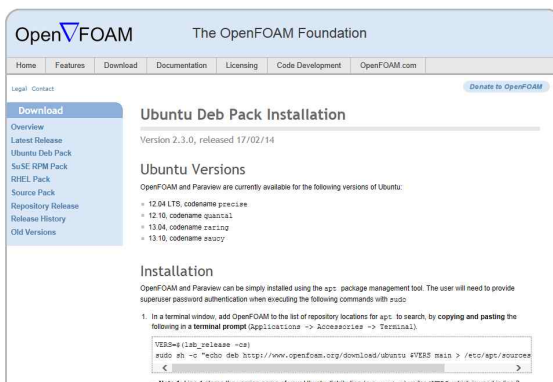 Open∇FOAM
The OpenFOAM Foundation
Home Features Download Documentation Licensing Code Development OpenFOAM.com
Legal Contact
Donate to OpenFOAM
Download
Overview
Latest Release
Ubuntu Deb Pack
SuSE RPM Pack
RHEL Pack
Source Pack
Repository Release
Release History
Old Versions
Ubuntu Deb Pack Installation
Version 2.3.0, released 17/02/14
Ubuntu Versions
OpenFOAM and Paraview are currently available for the following versions of Ubuntu:
12.04 LTS, codename precise
12.10, codename quantal
13.04, codename raring
13.10, codename saucy
Installation
OpenFOAM and Paraview can be simply installed using the apt package management tool. The user will need to provide
superuser password authentication when executing the following commands with sudo
1. In a terminal window, add OpenFOAM to the list of repository locations for apt to search, by copying and pasting the
following in a terminal prompt (Applications -> Accessories -> Terminal).
VERS=$(lsb_release -cs)
sudo sh -c "echo deb http://www.openfoam.org/download/ubuntu $VERS main > /etc/apt/sources